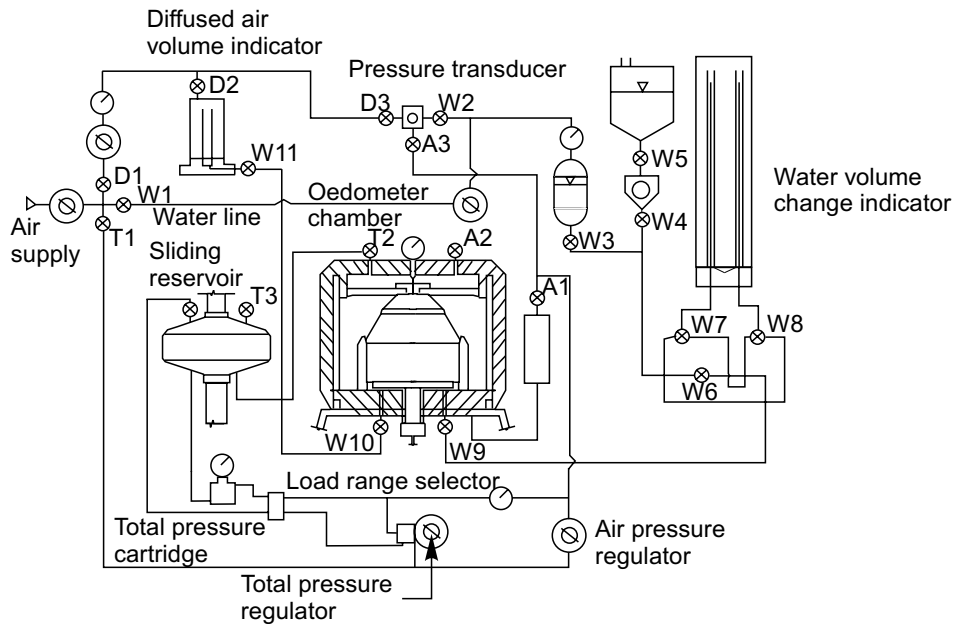 Diffused air
volume indicator
Pressure transducer
D2
D3
W2
A3
W5
W11
Water volume
change indicator
D1
W1
Oedometer
chamber
W4
Water line
Air
supply
T1
T2
A2
W3
Sliding
reservoir
T3
A1
W7
W8
W6
W10
W9
Load range selector
Total pressure
cartridge
Air pressure
regulator
Total pressure
regulator